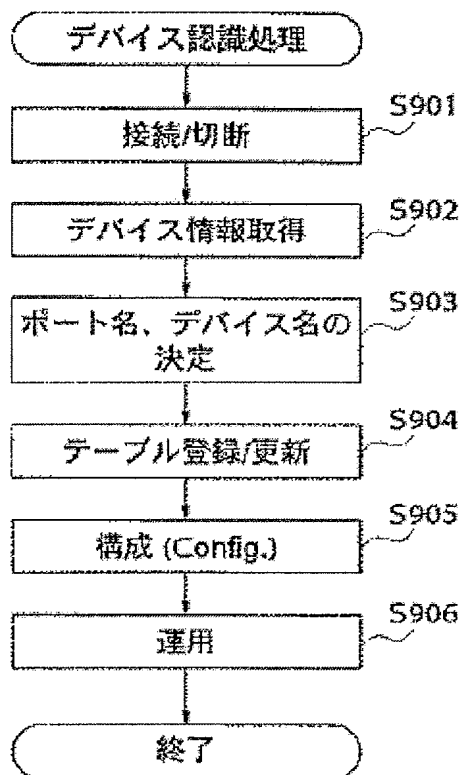 デバイス認識処理
S901
接続/切断
S902
デバイス情報取得
S903
ポート名、デバイス名の
決定
S904
テーブル登録/更新
S905
構成 (Config.)
S906
運用
終了